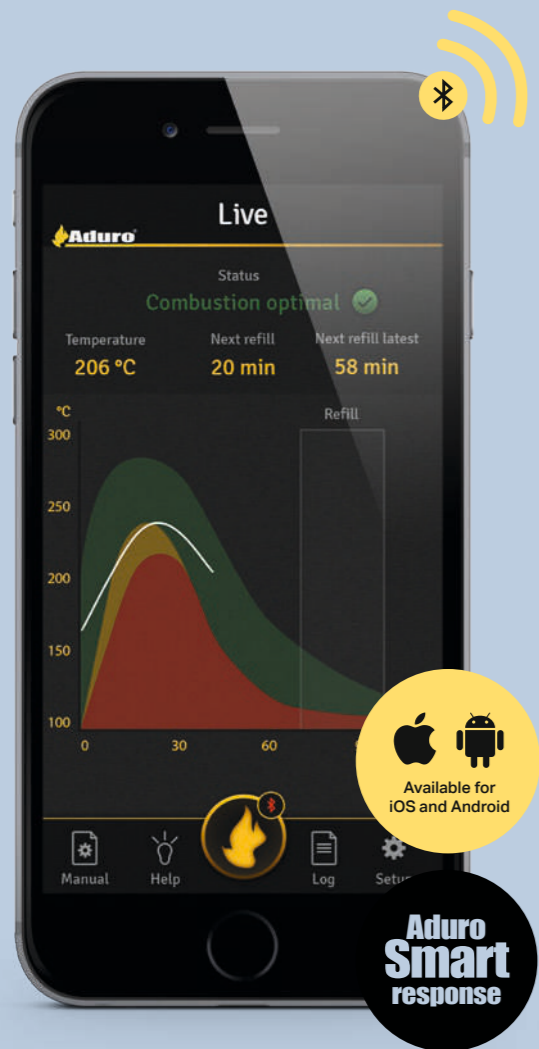 Live
Aduro
Status
Combustion optimal
Temperature
Next refill
Next refill latest
206 °C
20 min
58 min
°C
Refill
300
250
200
150
100
0
30
60
Available for
iOS and Android
Manual
Help
Log
Aduro
Smart
response